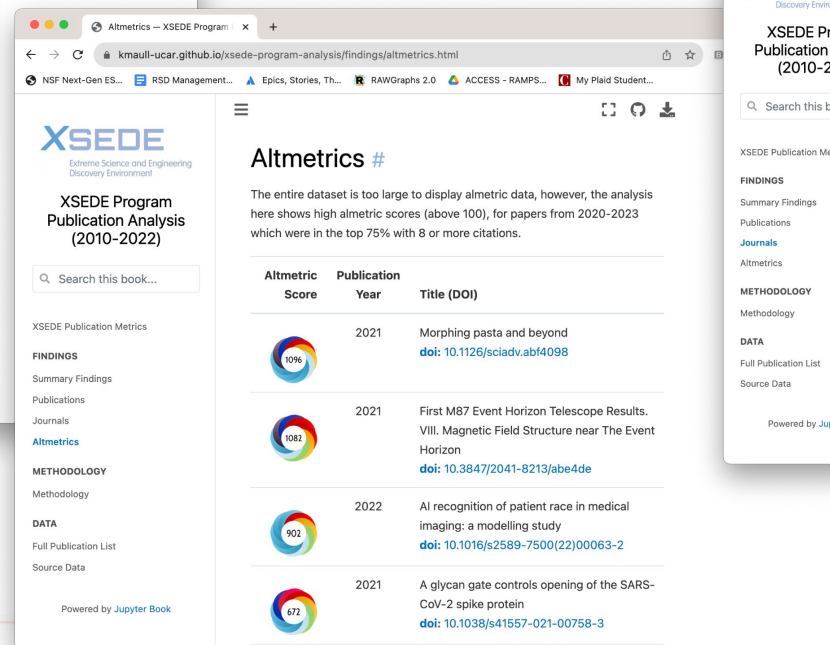 Altmetrics — XSEDE Program
kmaull-ucar.github.io/xsede-program-analysis/findings/altmetrics.html
NSF Next-Gen ES...
RSD Management...
Epics, Stories, Th...
RAWGraphs 2.0
ACCESS - RAMPS...
My Plaid Student...
XSEDE
Extreme Science and Engineering
Discovery Environment
XSEDE Program
Publication Analysis
(2010-2022)
Search this book...
XSEDE Publication Metrics
FINDINGS
Summary Findings
Publications
Journals
Altmetrics
METHODOLOGY
Methodology
DATA
Full Publication List
Source Data
Powered by Jupyter Book
Altmetrics #
The entire dataset is too large to display almetric data, however, the analysis
here shows high almetric scores (above 100), for papers from 2020-2023
which were in the top 75% with 8 or more citations.
Altmetric Score
Publication Year
Title (DOI)
1096
2021
Morphing pasta and beyond
doi: 10.1126/sciadv.abf4098
1082
2021
First M87 Event Horizon Telescope Results.
VIII. Magnetic Field Structure near The Event
Horizon
doi: 10.3847/2041-8213/abe4de
902
2022
AI recognition of patient race in medical
imaging: a modelling study
doi: 10.1016/s2589-7500(22)00063-2
672
2021
A glycan gate controls opening of the SARS-
CoV-2 spike protein
doi: 10.1038/s41557-021-00758-3
Discovery
XSEDE
Publication
(2010-2
Search this
XSEDE Publication
FINDINGS
Summary Findings
Publications
Journals
Altmetrics
METHODOLOGY
Methodology
DATA
Full Publication List
Source Data
Powered by